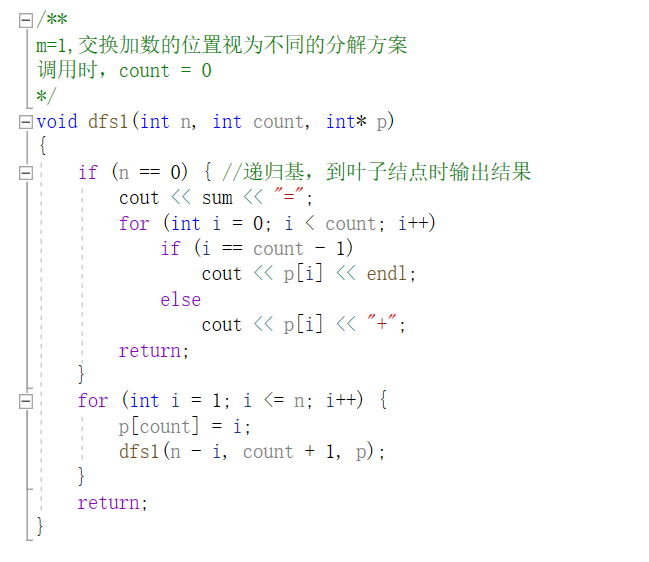 /**
m=1,交换加数的位置视为不同的分解方案
调用时，count = 0
*/
void dfs1(int n, int count, int* p)
{
    if (n == 0) { //递归基，到叶子结点时输出结果
        cout << sum << "=";
        for (int i = 0; i < count; i++)
            if (i == count - 1)
                cout << p[i] << endl;
            else
                cout << p[i] << "+";
        return;
    }
    for (int i = 1; i <= n; i++) {
        p[count] = i;
        dfs1(n - i, count + 1, p);
    }
    return;
}